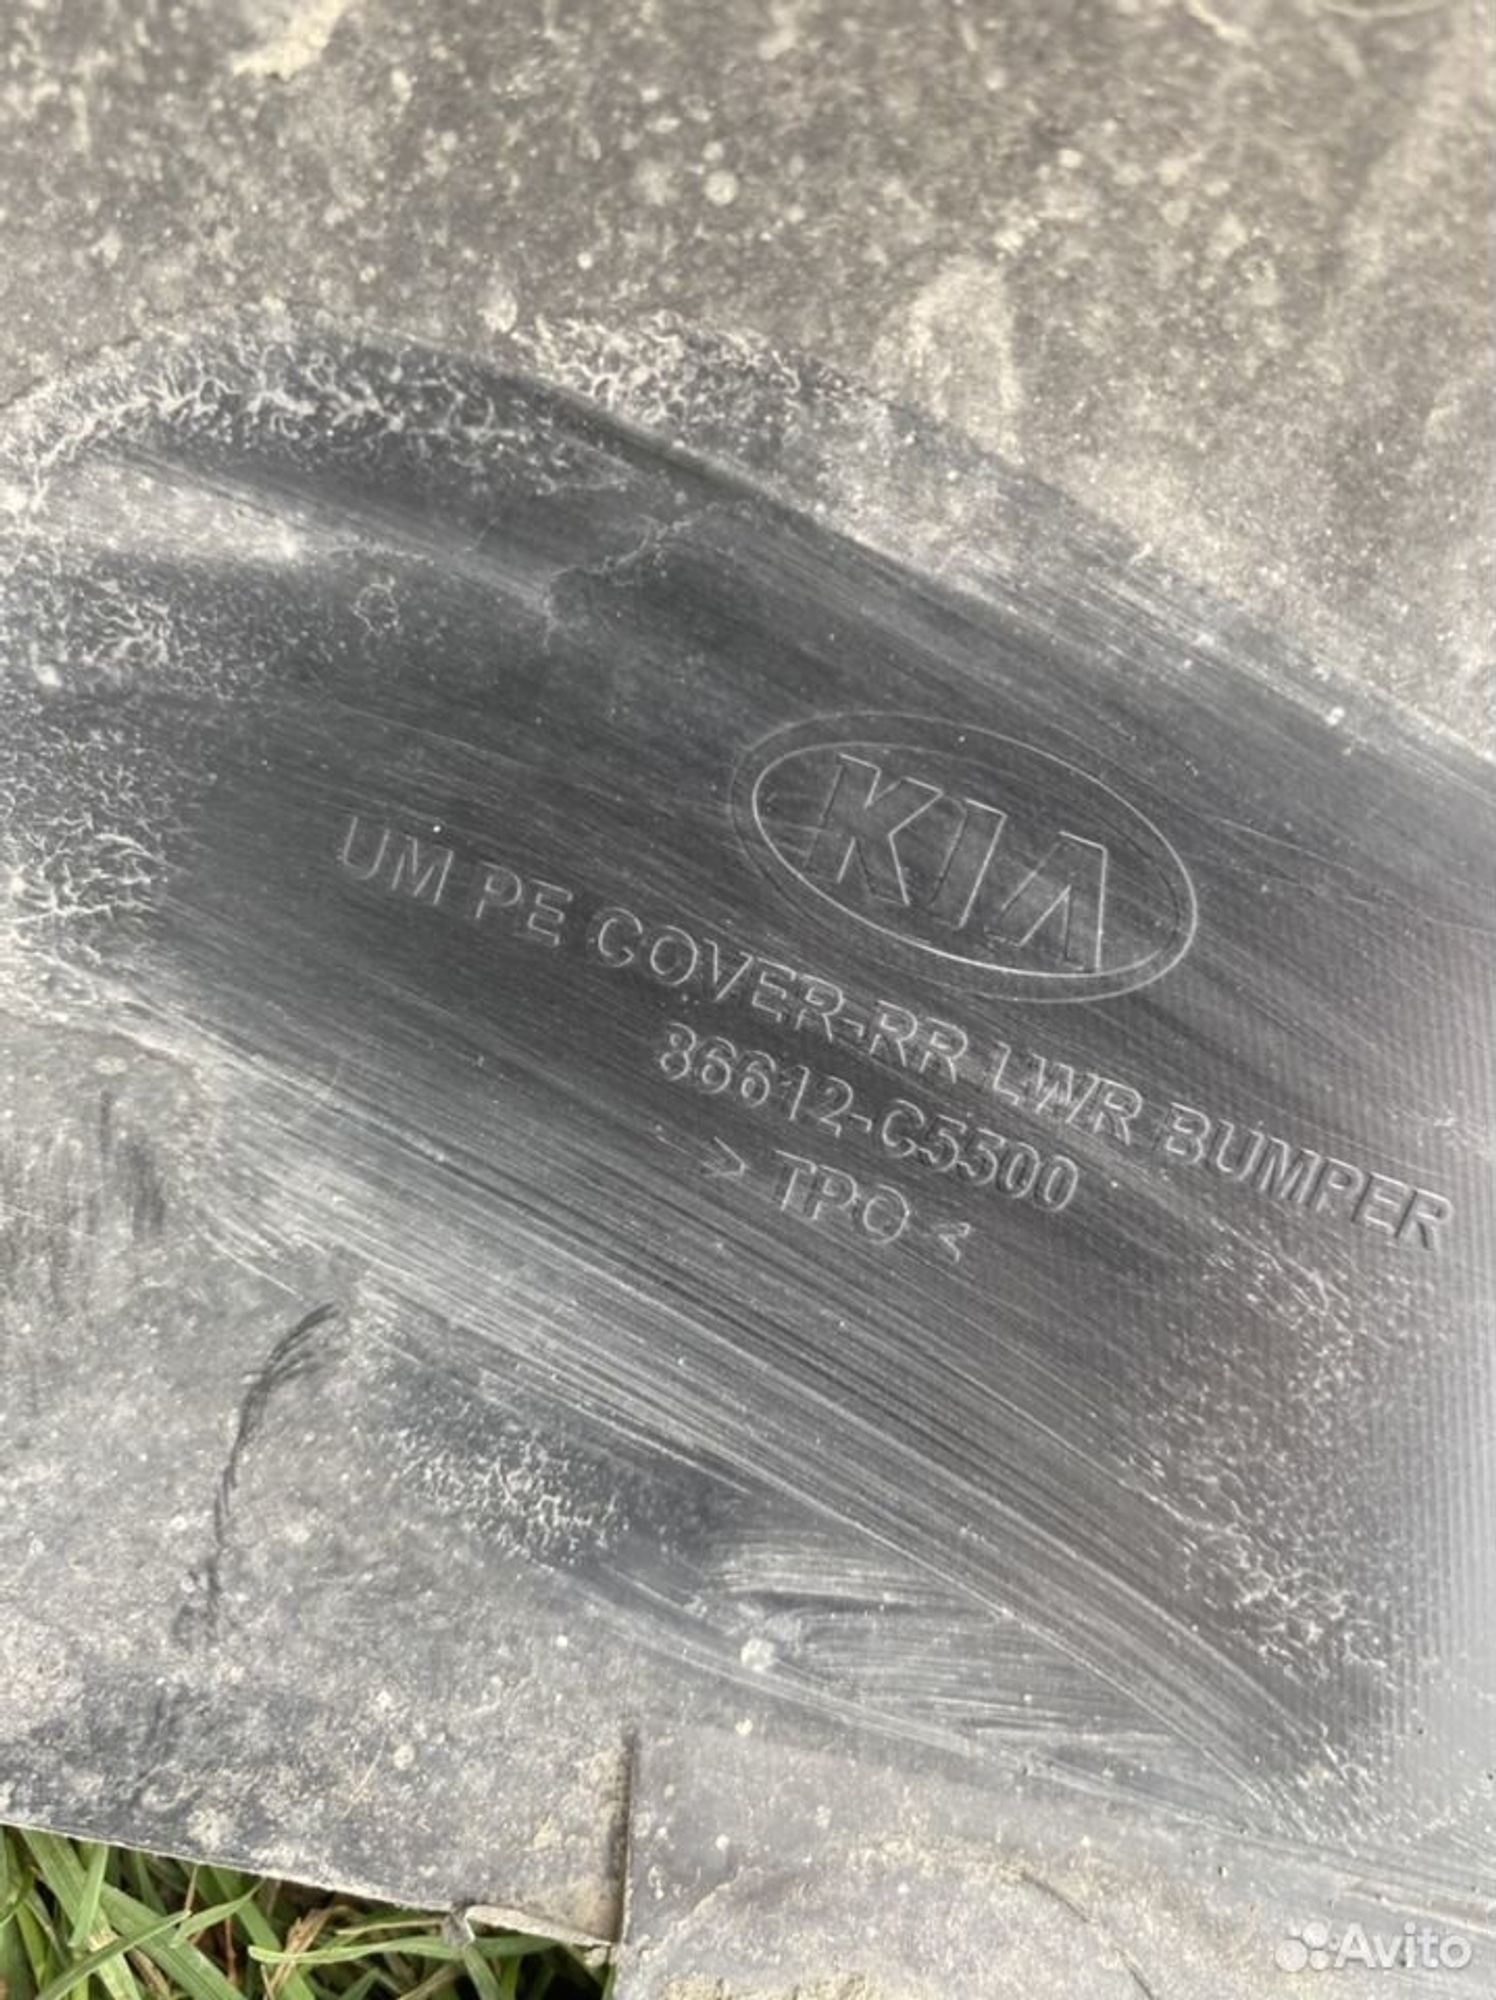 KIA
UM PE COVER-RR LWR BUMPER
86612-C5500
> TPO <
Avito